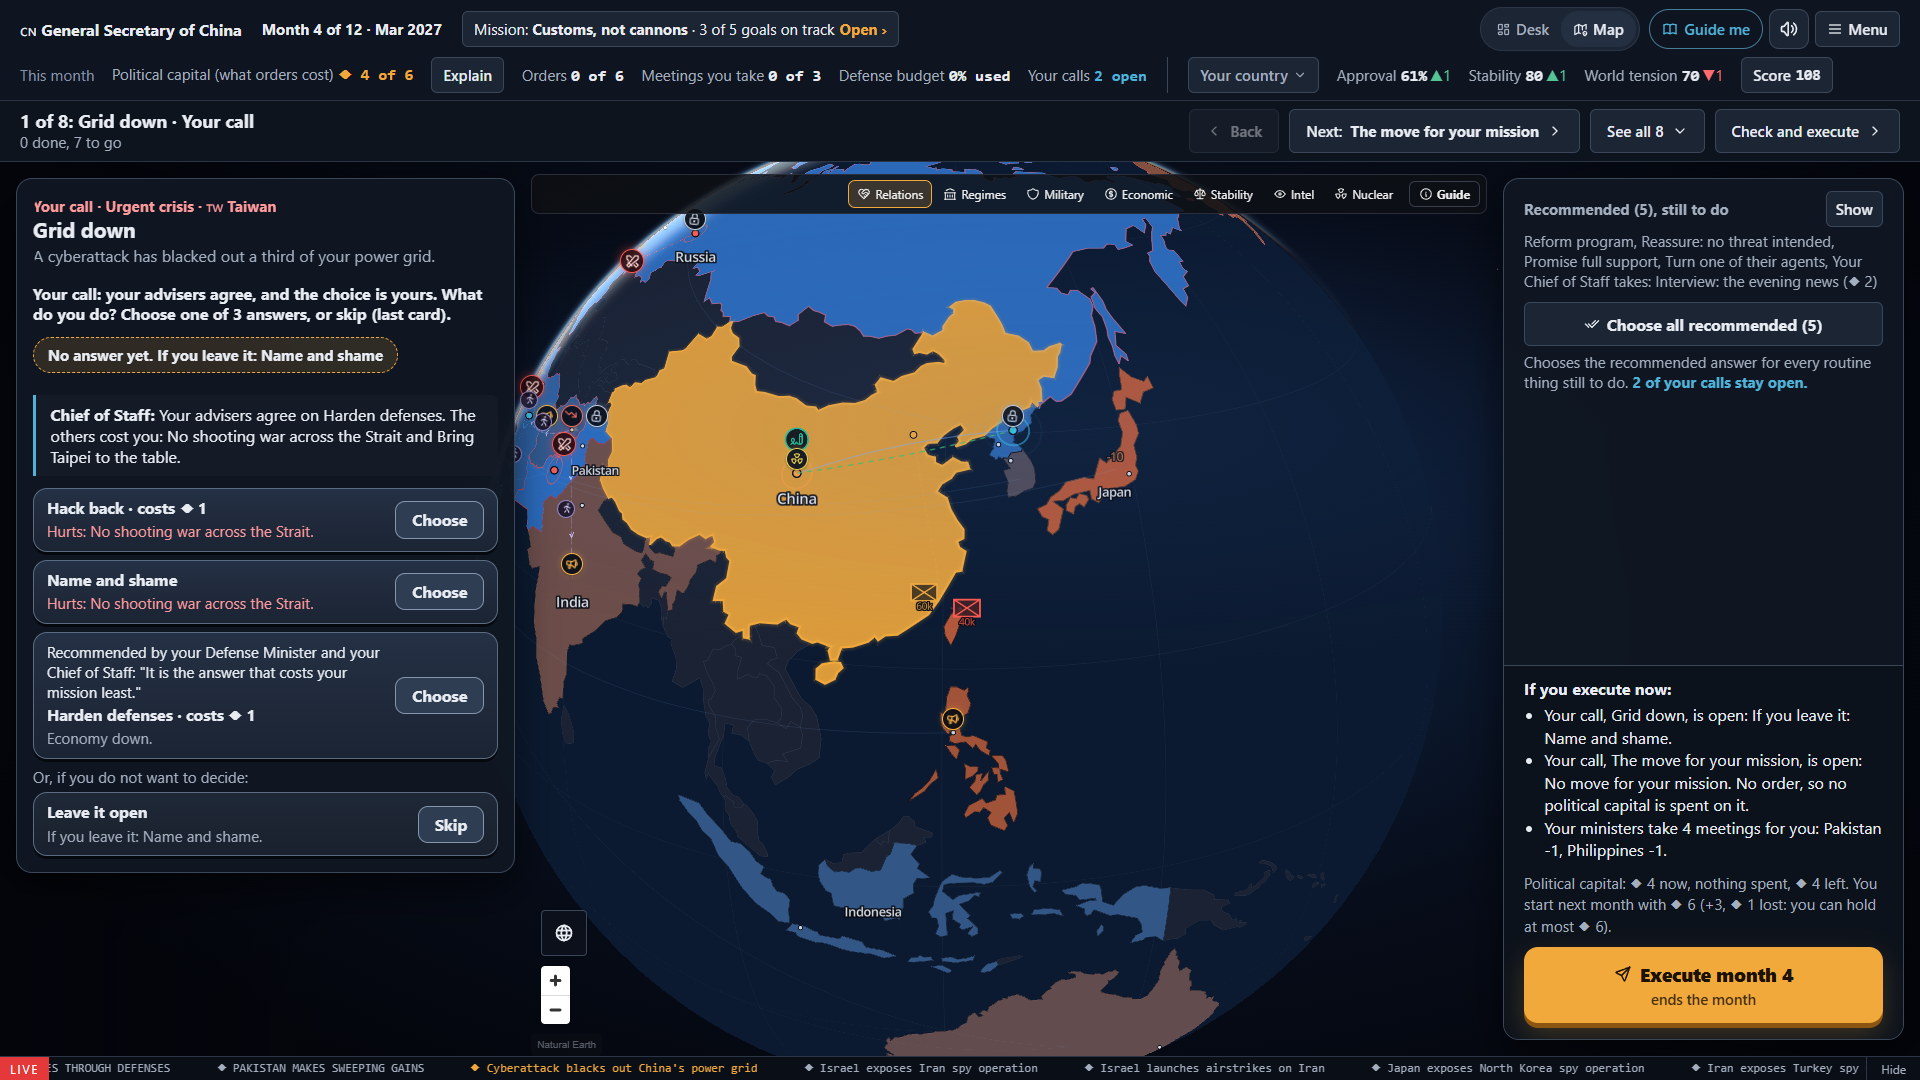 CN General Secretary of China
Month 4 of 12 · Mar 2027
Mission: Customs, not cannons · 3 of 5 goals on track Open ›
Desk
Map
Guide me
Menu
This month
Political capital (what orders cost) ◆ 4 of 6
Explain
Orders 0 of 6
Meetings you take 0 of 3
Defense budget 0% used
Your calls 2 open
Your country
Approval 61% ▲1
Stability 80 ▲1
World tension 70 ▼1
Score 108
1 of 8: Grid down · Your call
0 done, 7 to go
Back
Next: The move for your mission
See all 8
Check and execute
Your call · Urgent crisis · TW Taiwan
Grid down
A cyberattack has blacked out a third of your power grid.
Your call: your advisers agree, and the choice is yours. What
do you do? Choose one of 3 answers, or skip (last card).
No answer yet. If you leave it: Name and shame
Chief of Staff: Your advisers agree on Harden defenses. The
others cost you: No shooting war across the Strait and Bring
Taipei to the table.
Hack back · costs ◆ 1
Hurts: No shooting war across the Strait.
Choose
Name and shame
Hurts: No shooting war across the Strait.
Choose
Recommended by your Defense Minister and your
Chief of Staff: "It is the answer that costs your
mission least."
Harden defenses · costs ◆ 1
Economy down.
Choose
Or, if you do not want to decide:
Leave it open
If you leave it: Name and shame.
Skip
Relations
Regimes
Military
Economic
Stability
Intel
Nuclear
Guide
Russia
Pakistan
China
India
-10
Japan
60k
40k
Indonesia
+
−
Natural Earth
Recommended (5), still to do
Show
Reform program, Reassure: no threat intended,
Promise full support, Turn one of their agents, Your
Chief of Staff takes: Interview: the evening news (◆ 2)
Choose all recommended (5)
Chooses the recommended answer for every routine
thing still to do. 2 of your calls stay open.
If you execute now:
• Your call, Grid down, is open: If you leave it:
Name and shame.
• Your call, The move for your mission, is open:
No move for your mission. No order, so no
political capital is spent on it.
• Your ministers take 4 meetings for you: Pakistan
-1, Philippines -1.
Political capital: ◆ 4 now, nothing spent, ◆ 4 left. You
start next month with ◆ 6 (+3, ◆ 1 lost: you can hold
at most ◆ 6).
Execute month 4
ends the month
LIVE
ES THROUGH DEFENSES
◆ PAKISTAN MAKES SWEEPING GAINS
◆ Cyberattack blacks out China's power grid
◆ Israel exposes Iran spy operation
◆ Israel launches airstrikes on Iran
◆ Japan exposes North Korea spy operation
◆ Iran exposes Turkey spy
Hide